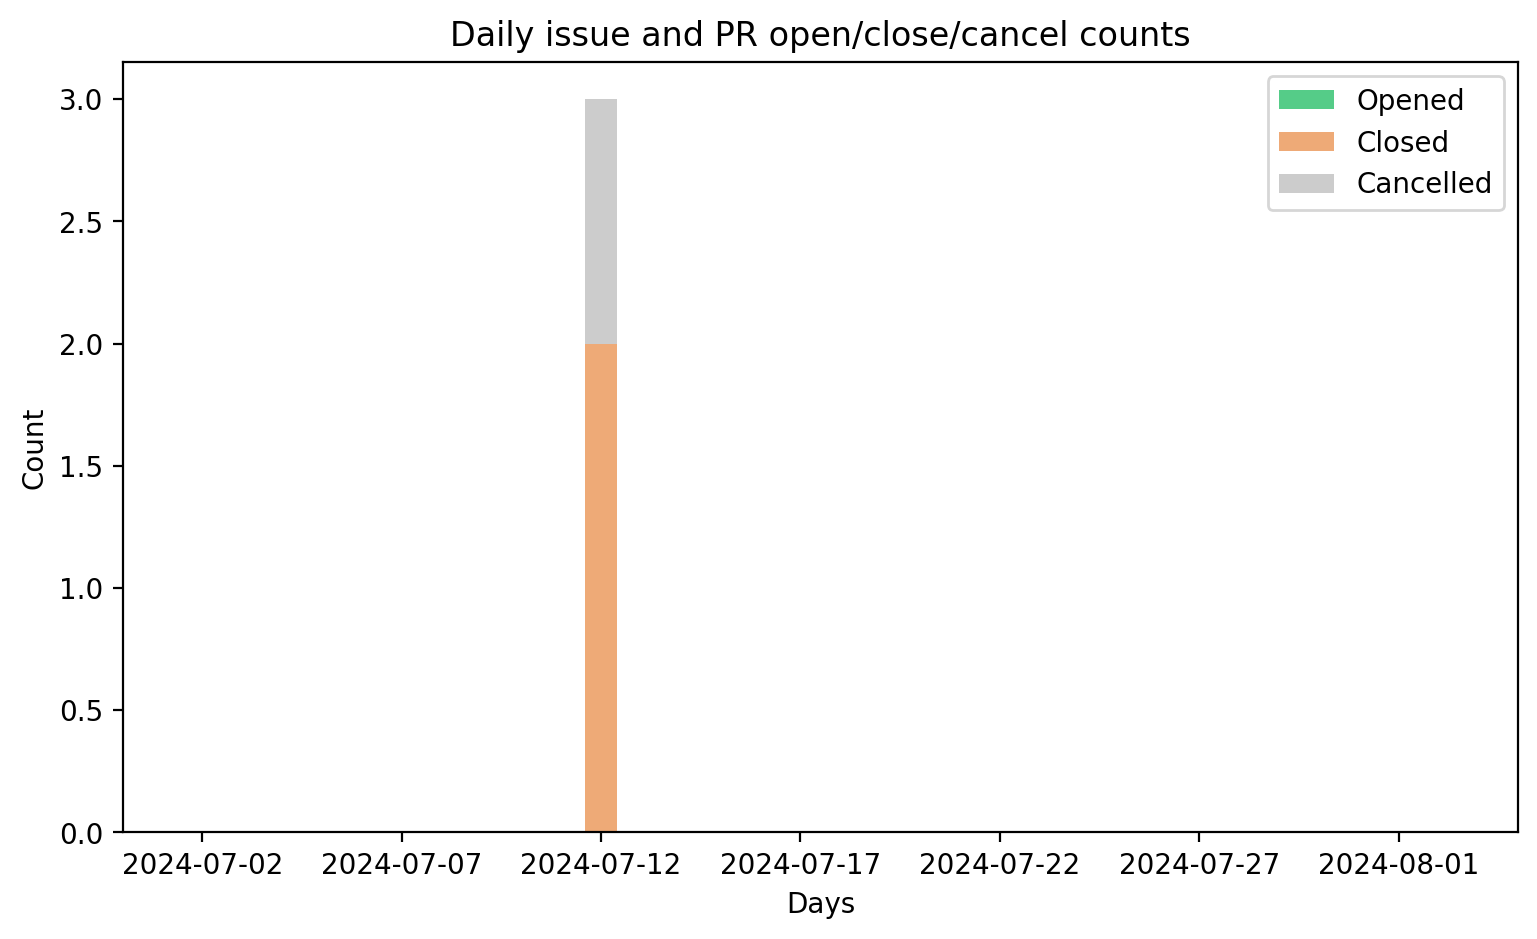 Daily issue and PR open/close/cancel counts
Opened
Closed
Cancelled
3.0
2.5
2.0
1.5
1.0
0.5
0.0
Count
2024-07-02 2024-07-07 2024-07-12 2024-07-17 2024-07-22 2024-07-27 2024-08-01
Days